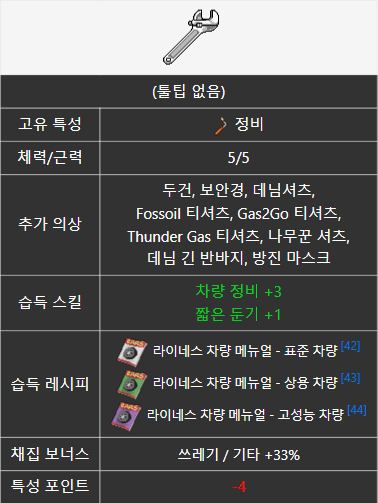 (툴팁 없음)
고유 특성
정비
체력/근력
5/5
추가 의상
두건, 보안경, 데님셔츠,
Fossoil 티셔츠, Gas2Go 티셔츠,
Thunder Gas 티셔츠, 나무꾼 셔츠,
데님 긴 반바지, 방진 마스크
습득 스킬
차량 정비 +3
짧은 둔기 +1
습득 레시피
라이네스 차량 메뉴얼 - 표준 차량 [42]
라이네스 차량 메뉴얼 - 상용 차량 [43]
라이네스 차량 메뉴얼 - 고성능 차량 [44]
채집 보너스
쓰레기 / 기타 +33%
특성 포인트
-4